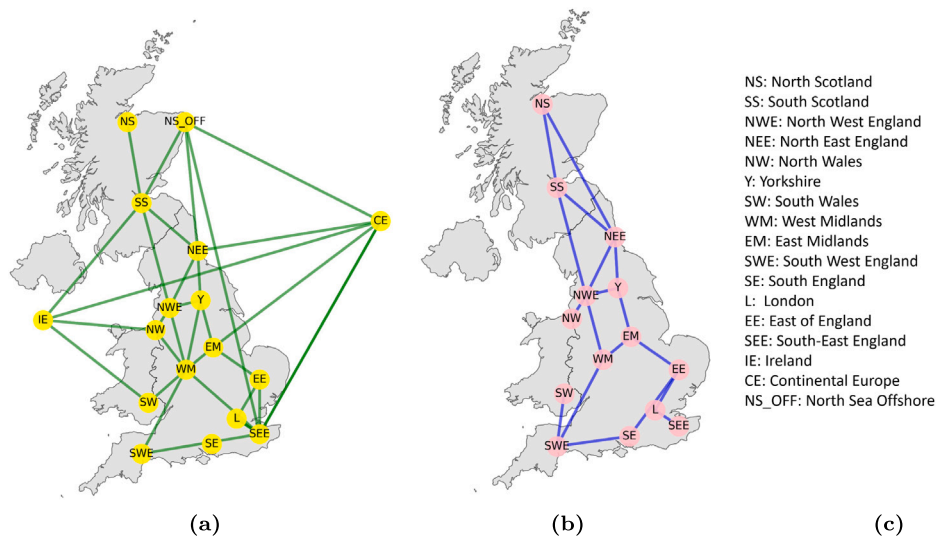 NS
NS_OFF
SS
CE
NEE
NWE
Y
IE
NW
EM
WM
EE
SW
L
SEE
SE
SWE
(a)
NS
SS
NEE
NWE
Y
NW
EM
WM
EE
SW
L
SEE
SE
SWE
(b)
NS: North Scotland
SS: South Scotland
NWE: North West England
NEE: North East England
NW: North Wales
Y: Yorkshire
SW: South Wales
WM: West Midlands
EM: East Midlands
SWE: South West England
SE: South England
L: London
EE: East of England
SEE: South-East England
IE: Ireland
CE: Continental Europe
NS_OFF: North Sea Offshore
(c)